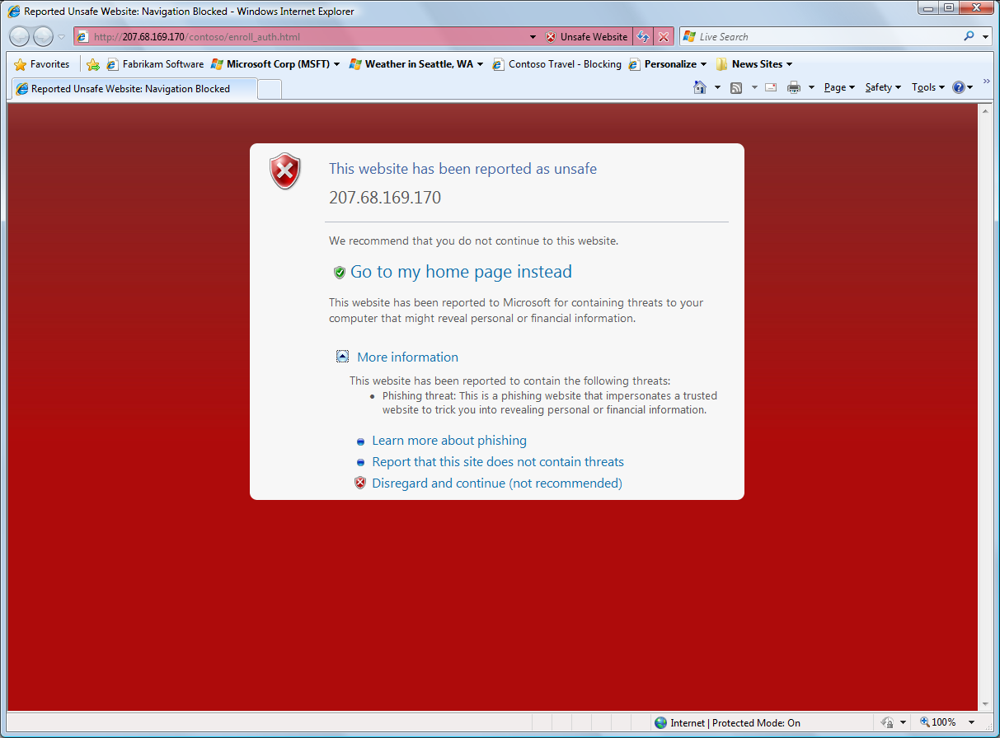 Reported Unsafe Website: Navigation Blocked - Windows Internet Explorer
http://207.68.169.170/contoso/enroll_auth.html Unsafe Website Live Search
Favorites Fabrikam Software Microsoft Corp (MSFT) Weather in Seattle, WA Contoso Travel - Blocking Personalize News Sites
Reported Unsafe Website: Navigation Blocked Page Safety Tools
This website has been reported as unsafe
207.68.169.170
We recommend that you do not continue to this website.
Go to my home page instead
This website has been reported to Microsoft for containing threats to your
computer that might reveal personal or financial information.
More information
This website has been reported to contain the following threats:
• Phishing threat: This is a phishing website that impersonates a trusted
website to trick you into revealing personal or financial information.
Learn more about phishing
Report that this site does not contain threats
Disregard and continue (not recommended)
Internet | Protected Mode: On 100%